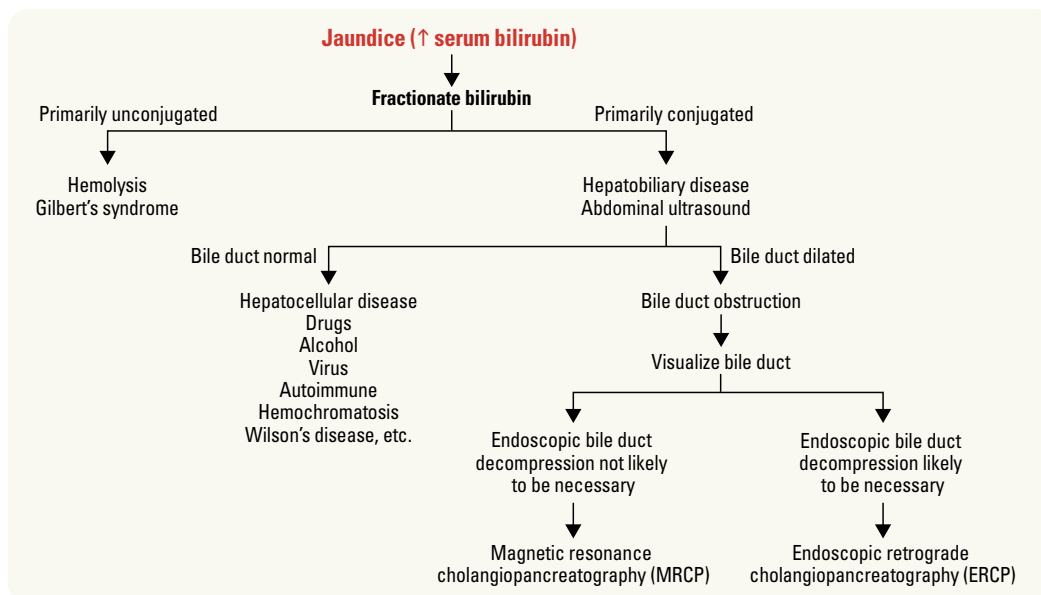 Jaundice (↑ serum bilirubin)
Fractionate bilirubin
Primarily unconjugated
Primarily conjugated
Hemolysis
Gilbert's syndrome
Hepatobiliary disease
Abdominal ultrasound
Bile duct normal
Bile duct dilated
Hepatocellular disease
Drugs
Alcohol
Virus
Autoimmune
Hemochromatosis
Wilson's disease, etc.
Bile duct obstruction
Visualize bile duct
Endoscopic bile duct
decompression not likely
to be necessary
Endoscopic bile duct
decompression likely
to be necessary
Magnetic resonance
cholangiopancreatography (MRCP)
Endoscopic retrograde
cholangiopancreatography (ERCP)